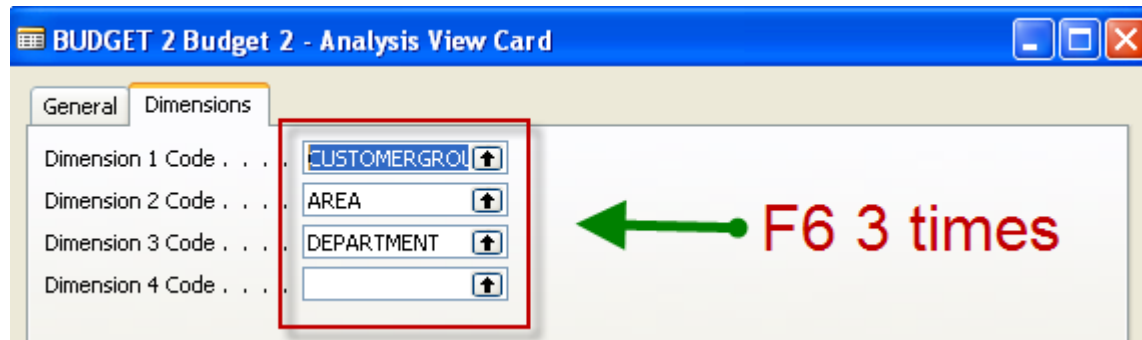 BUDGET 2 Budget 2 - Analysis View Card
General Dimensions
Dimension 1 Code . . . . CUSTOMERGROU
Dimension 2 Code . . . . AREA
Dimension 3 Code . . . . DEPARTMENT
Dimension 4 Code . . . .
F6 3 times